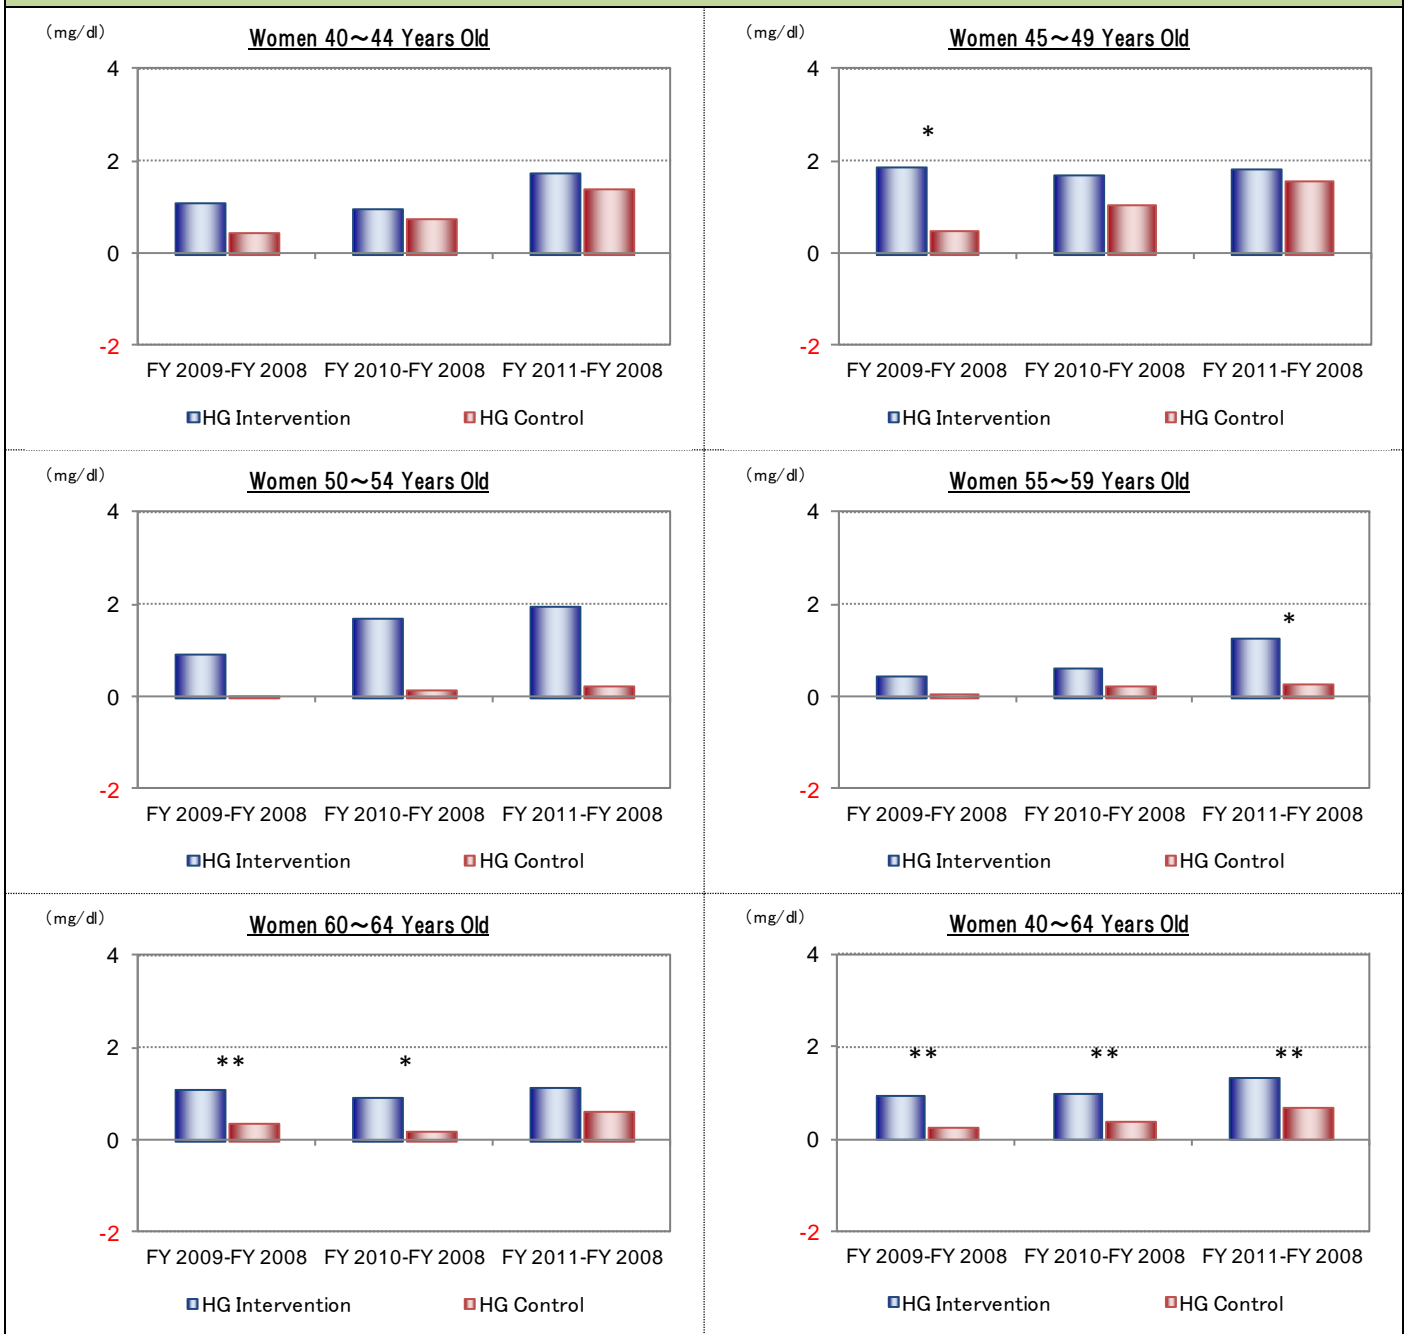 (mg/dl)
Women 40～44 Years Old
4
2
0
-2
FY 2009-FY 2008 FY 2010-FY 2008 FY 2011-FY 2008
HG Intervention HG Control
(mg/dl)
Women 45～49 Years Old
4
*
2
0
-2
FY 2009-FY 2008 FY 2010-FY 2008 FY 2011-FY 2008
HG Intervention HG Control
(mg/dl)
Women 50～54 Years Old
4
2
0
-2
FY 2009-FY 2008 FY 2010-FY 2008 FY 2011-FY 2008
HG Intervention HG Control
(mg/dl)
Women 55～59 Years Old
4
2
*
0
-2
FY 2009-FY 2008 FY 2010-FY 2008 FY 2011-FY 2008
HG Intervention HG Control
(mg/dl)
Women 60～64 Years Old
4
2
** *
0
-2
FY 2009-FY 2008 FY 2010-FY 2008 FY 2011-FY 2008
HG Intervention HG Control
(mg/dl)
Women 40～64 Years Old
4
2
** ** **
0
-2
FY 2009-FY 2008 FY 2010-FY 2008 FY 2011-FY 2008
HG Intervention HG Control